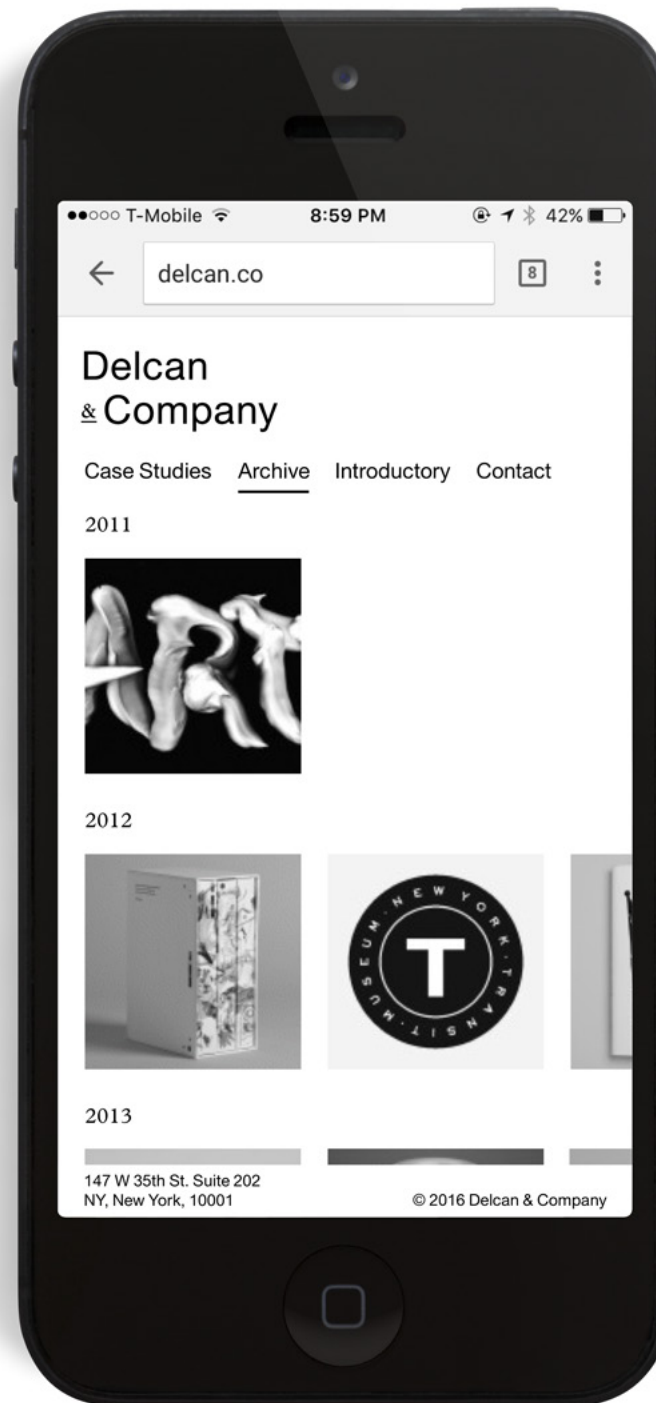 T-Mobile 8:59 PM 42%
delcan.co 8
Delcan
& Company
Case Studies Archive Introductory Contact
2011
ART
2012
MUSEUM · NEW YORK · TRANSIT ·
T
2013
147 W 35th St. Suite 202
NY, New York, 10001
© 2016 Delcan & Company